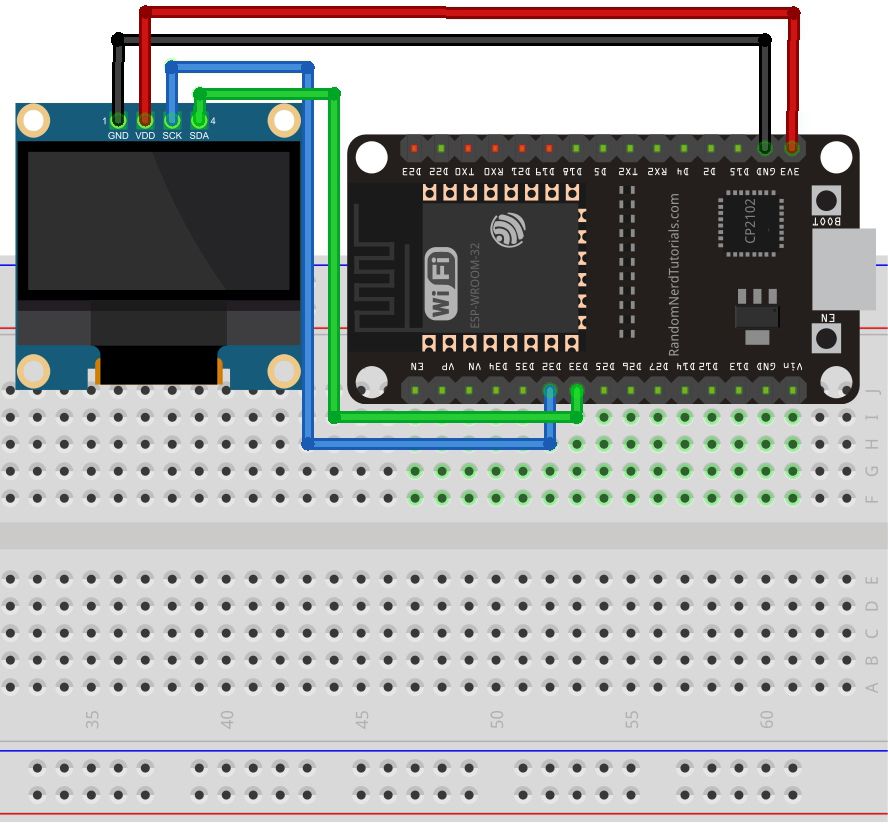 1 4
GND VDD SCK SDA
D23 D22 TX0 RX0 D21 D19 D18 D5 TX2 RX2 D4 D2 D15 GND 3V3
WiFi
ESP-WROOM-32
RandomNerdTutorials.com
CP2102
BOOT
EN
EN VP VN D34 D35 D32 D33 D25 D26 D27 D14 D12 D13 GND Vin
J
I
H
G
F
E
D
C
B
A
35 40 45 50 55 60